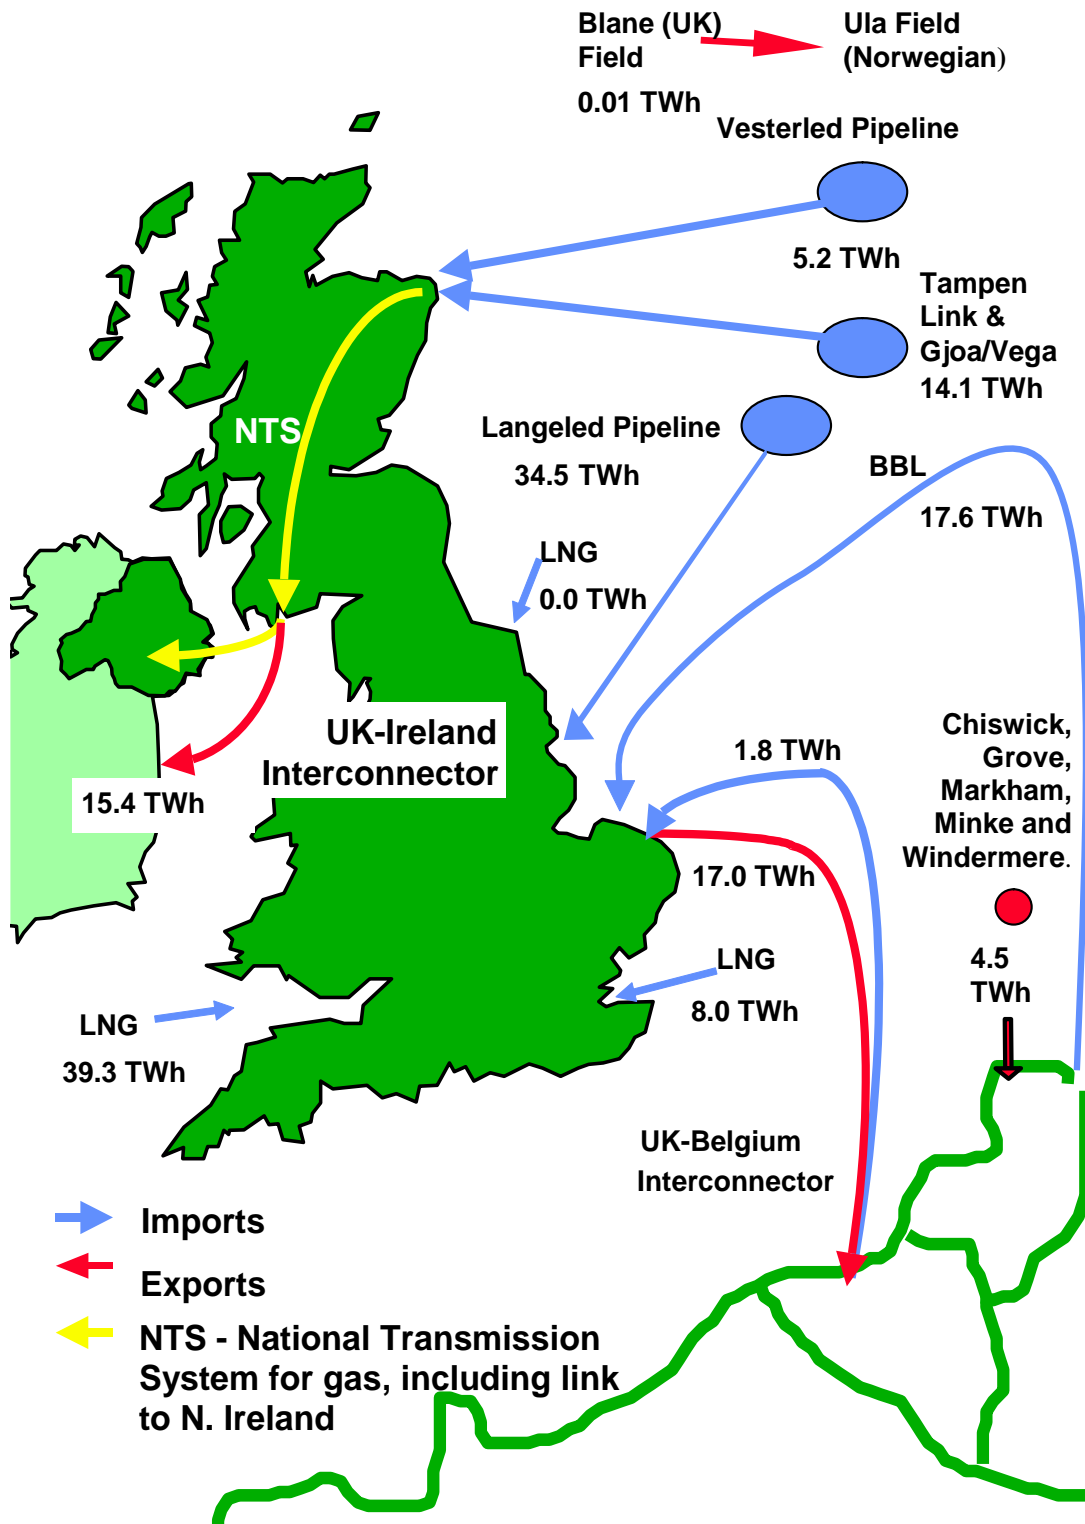 Blane (UK)
Field
0.01 TWh
Ula Field
(Norwegian)
Vesterled Pipeline
5.2 TWh
Tampen
Link &
Gjoa/Vega
14.1 TWh
NTS
Langeled Pipeline
34.5 TWh
BBL
17.6 TWh
LNG
0.0 TWh
UK-Ireland
Interconnector
15.4 TWh
1.8 TWh
17.0 TWh
Chiswick,
Grove,
Markham,
Minke and
Windermere.
4.5
TWh
LNG
8.0 TWh
LNG
39.3 TWh
UK-Belgium
Interconnector
Imports
Exports
NTS - National Transmission
System for gas, including link
to N. Ireland